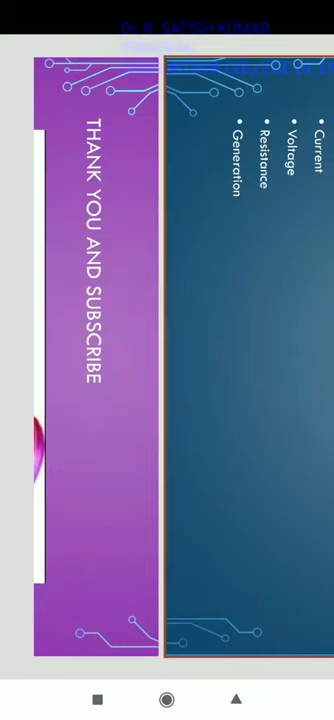 Dr. R. SATISH KUMAR
• Current
• Voltage
• Resistance
• Generation
THANK YOU AND SUBSCRIBE